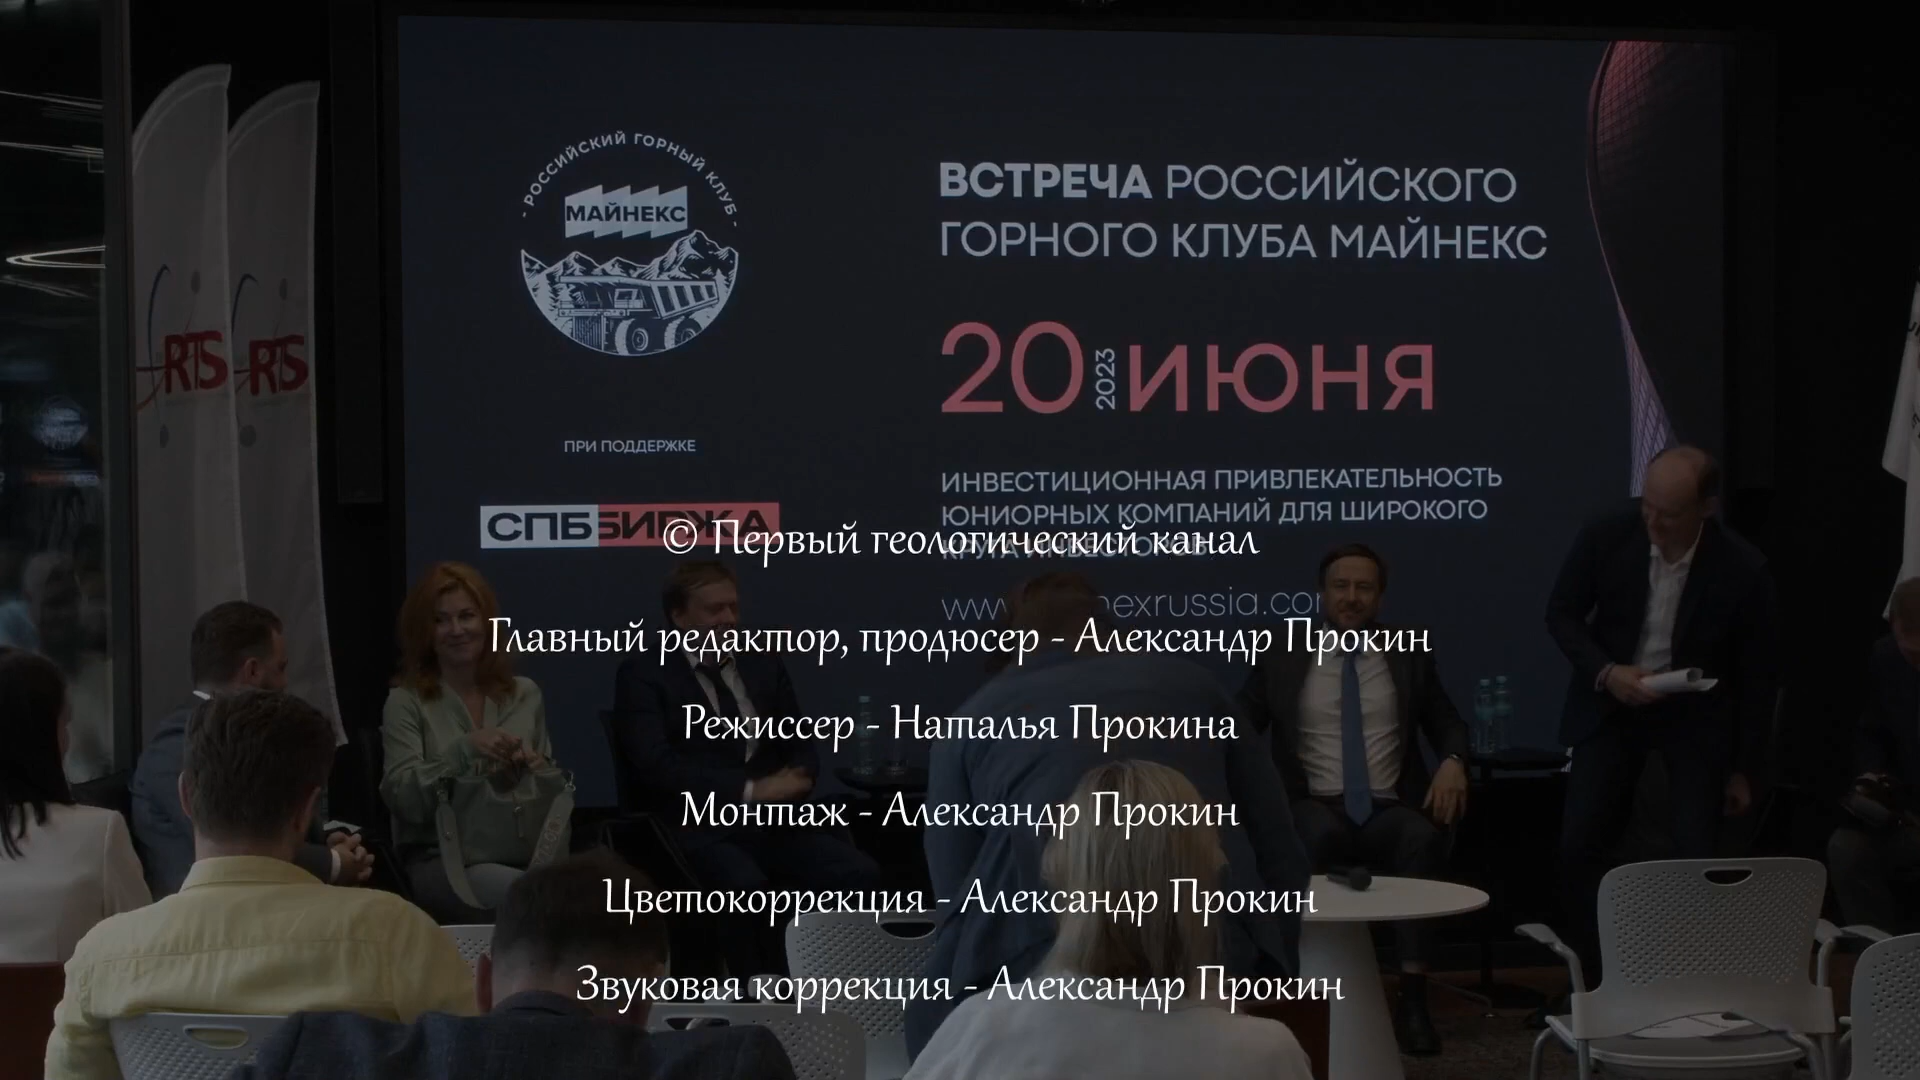 - РОССИЙСКИЙ ГОРНЫЙ КЛУБ -
МАЙНЕКС
ПРИ ПОДДЕРЖКЕ
СПББИРЖА
ВСТРЕЧА РОССИЙСКОГО
ГОРНОГО КЛУБА МАЙНЕКС
20 2023 ИЮНЯ
ИНВЕСТИЦИОННАЯ ПРИВЛЕКАТЕЛЬНОСТЬ
ЮНИОРНЫХ КОМПАНИЙ ДЛЯ ШИРОКОГО
КРУГА ИНВЕСТОРОВ
RTS
RTS
© Первый геологический канал
Главный редактор, продюсер - Александр Прокин
Режиссер - Наталья Прокина
Монтаж - Александр Прокин
Цветокоррекция - Александр Прокин
Звуковая коррекция - Александр Прокин